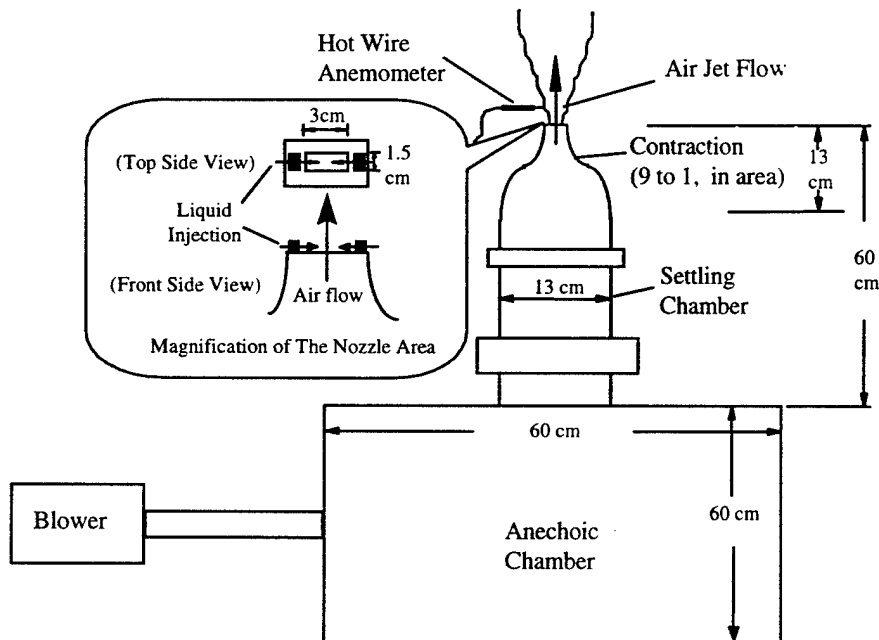 Hot Wire
Anemometer
Air Jet Flow
3cm
(Top Side View)
1.5
cm
Contraction
(9 to 1, in area)
13
cm
Liquid
Injection
60
cm
(Front Side View)
Air flow
13 cm
Settling
Chamber
Magnification of The Nozzle Area
60 cm
60 cm
Blower
Anechoic
Chamber